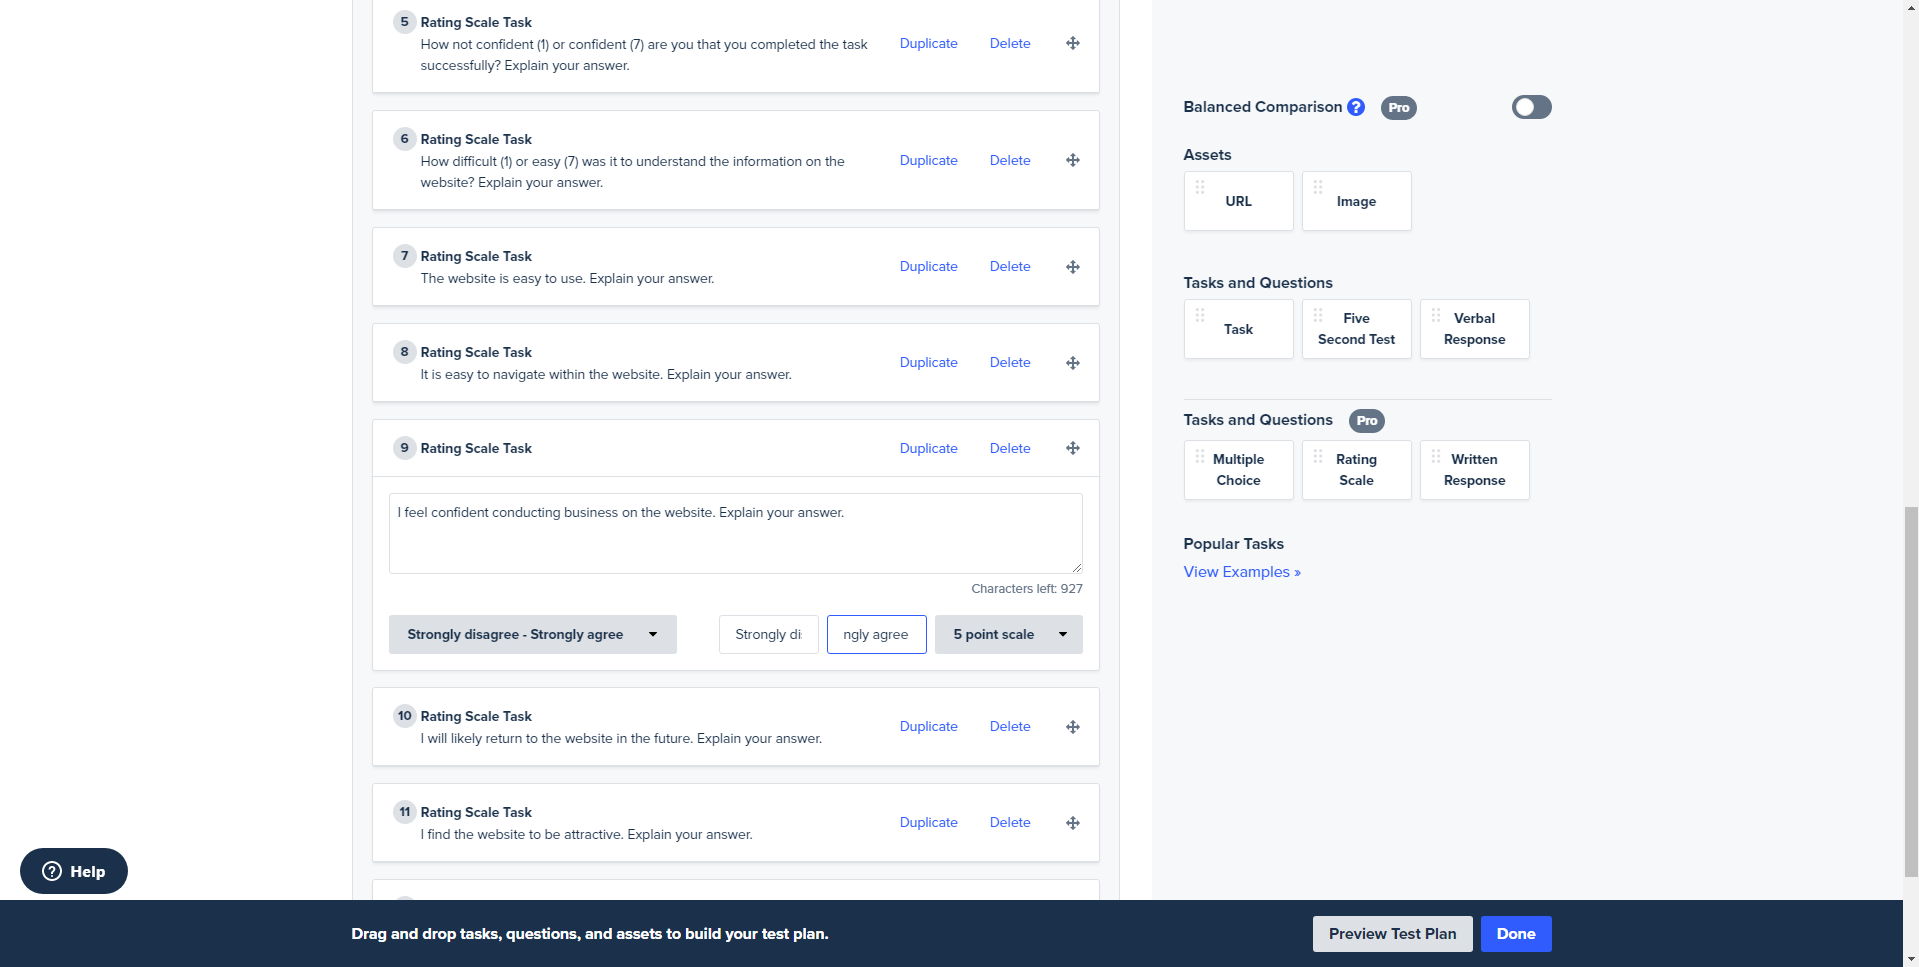 5 Rating Scale Task
How not confident (1) or confident (7) are you that you completed the task
successfully? Explain your answer.
Duplicate Delete
6 Rating Scale Task
How difficult (1) or easy (7) was it to understand the information on the
website? Explain your answer.
Duplicate Delete
7 Rating Scale Task
The website is easy to use. Explain your answer.
Duplicate Delete
8 Rating Scale Task
It is easy to navigate within the website. Explain your answer.
Duplicate Delete
9 Rating Scale Task
Duplicate Delete
I feel confident conducting business on the website. Explain your answer.
Characters left: 927
Strongly disagree - Strongly agree
Strongly di
ngly agree
5 point scale
10 Rating Scale Task
I will likely return to the website in the future. Explain your answer.
Duplicate Delete
11 Rating Scale Task
I find the website to be attractive. Explain your answer.
Duplicate Delete
Balanced Comparison ? Pro
Assets
URL
Image
Tasks and Questions
Task
Five
Second Test
Verbal
Response
Tasks and Questions Pro
Multiple
Choice
Rating
Scale
Written
Response
Popular Tasks
View Examples »
? Help
Drag and drop tasks, questions, and assets to build your test plan.
Preview Test Plan
Done